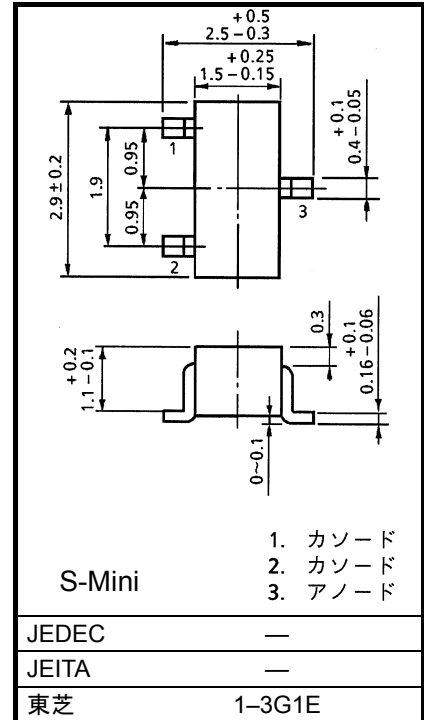 +0.5
2.5-0.3
+0.25
1.5-0.15
+0.1
0.4-0.05
2.9±0.2
1.9
0.95
0.95
1
2
3
+0.2
1.1-0.1
0.3
+0.1
0.16-0.06
0~0.1
S-Mini
1. カソード
2. カソード
3. アノード
JEDEC —
JEITA —
東芝 1–3G1E